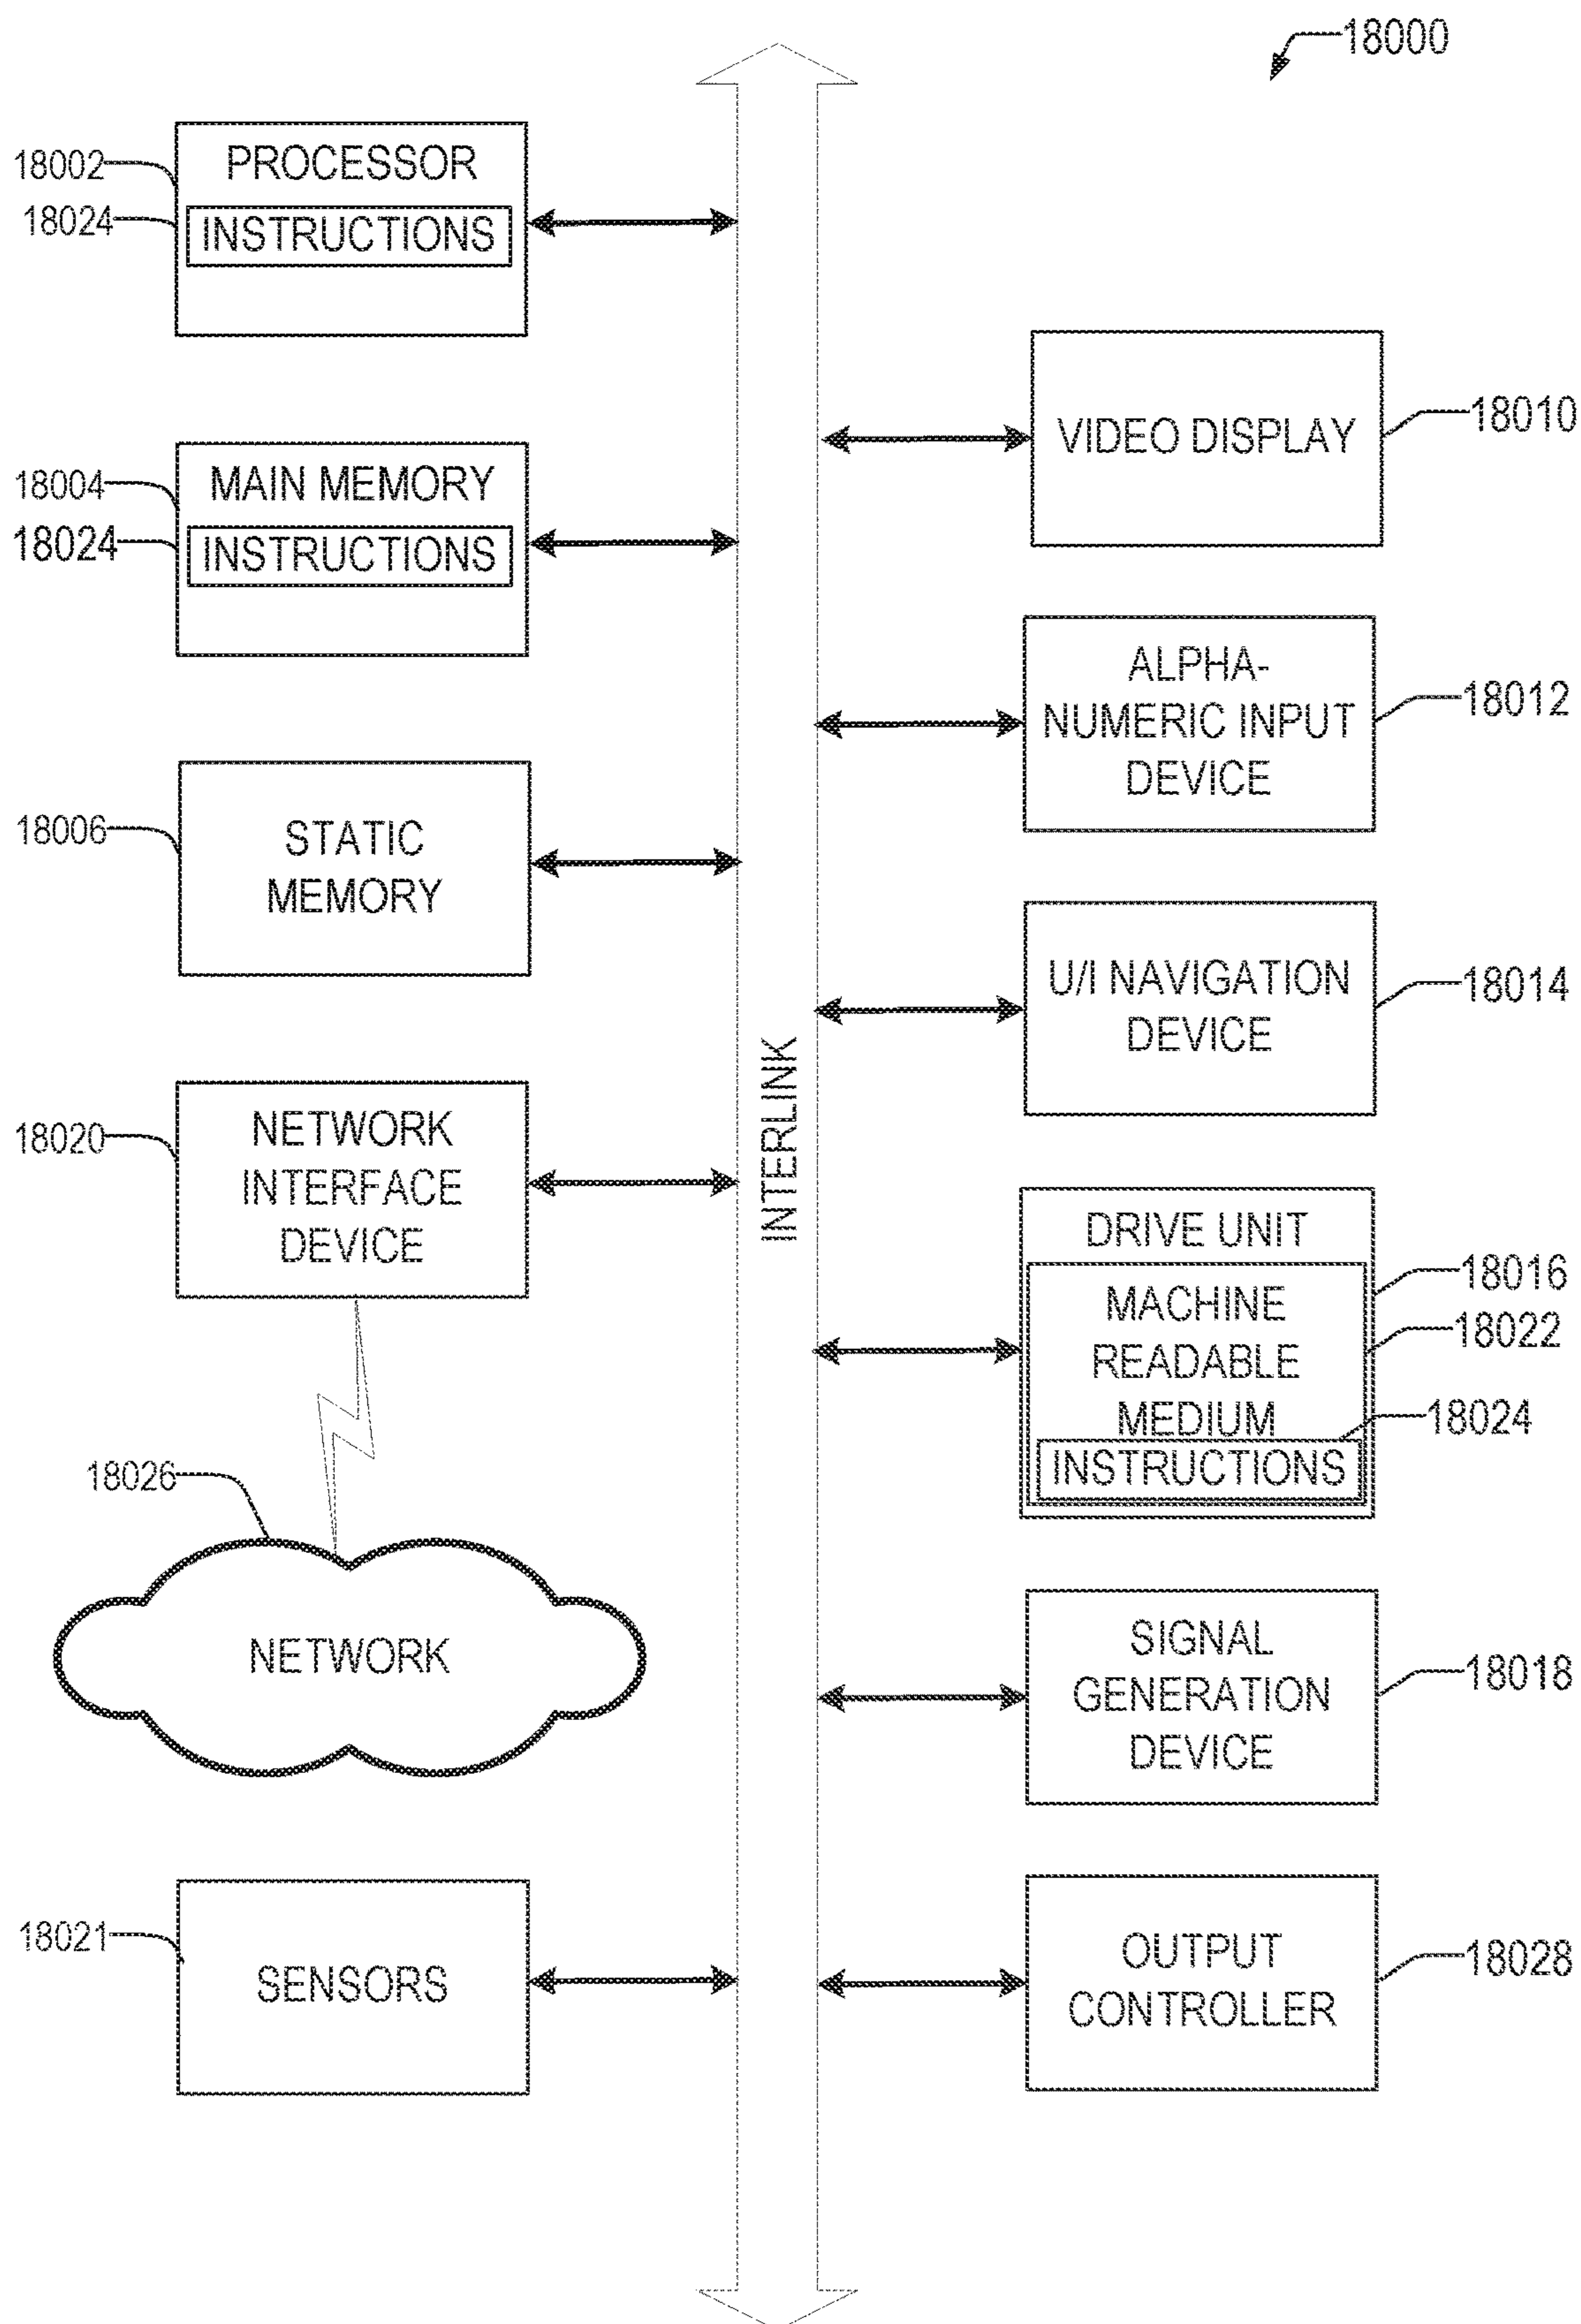 18000
18002
PROCESSOR
18024
INSTRUCTIONS
18004
MAIN MEMORY
18024
INSTRUCTIONS
18006
STATIC
MEMORY
18020
NETWORK
INTERFACE
DEVICE
18026
NETWORK
18021
SENSORS
INTERLINK
VIDEO DISPLAY
18010
ALPHA-
NUMERIC INPUT
DEVICE
18012
U/I NAVIGATION
DEVICE
18014
DRIVE UNIT
18016
MACHINE
READABLE
MEDIUM
18022
18024
INSTRUCTIONS
SIGNAL
GENERATION
DEVICE
18018
OUTPUT
CONTROLLER
18028